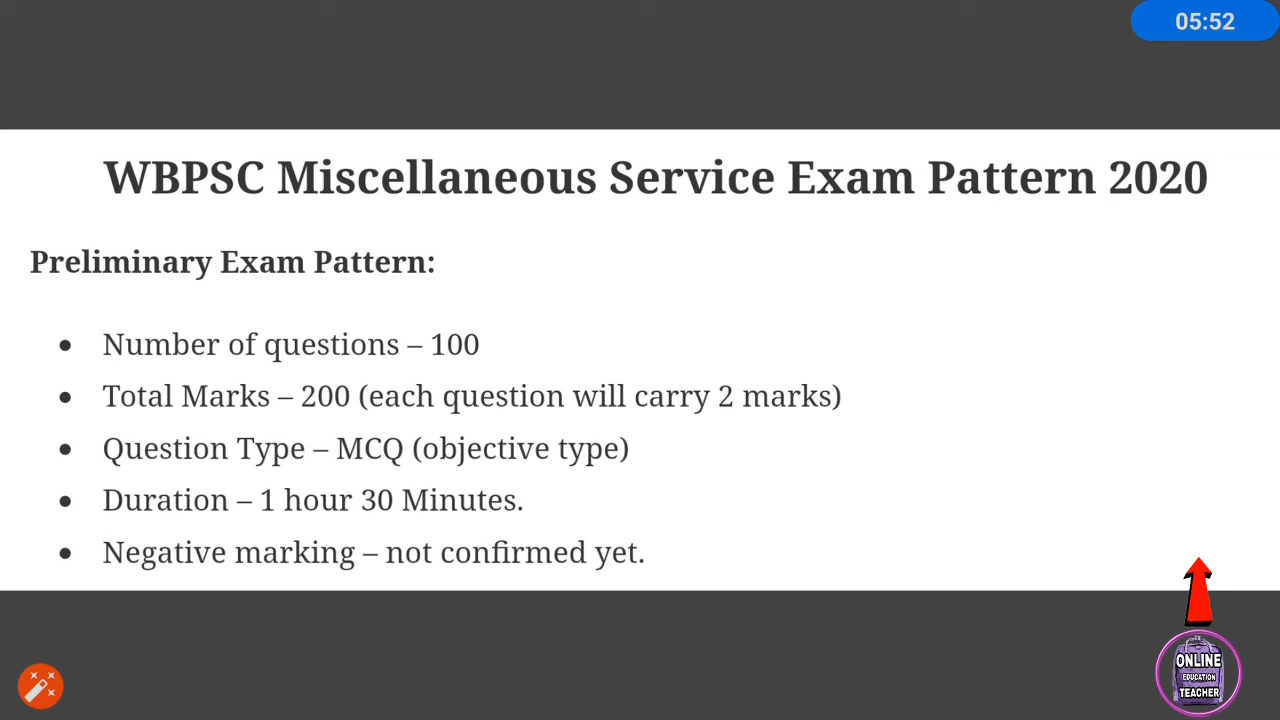 05:52
WBPSC Miscellaneous Service Exam Pattern 2020
Preliminary Exam Pattern:
• Number of questions – 100
• Total Marks – 200 (each question will carry 2 marks)
• Question Type – MCQ (objective type)
• Duration – 1 hour 30 Minutes.
• Negative marking – not confirmed yet.
ONLINE
EDUCATION
TEACHER